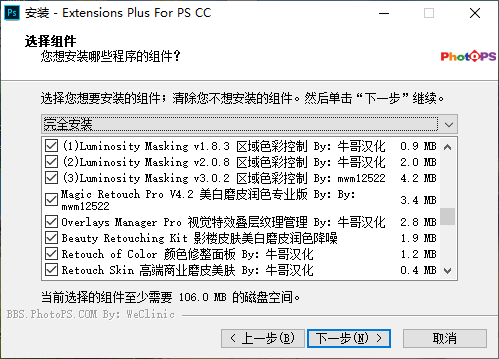 Ps 安装 - Extensions Plus For PS CC
选择组件
您想安装哪些程序的组件？
PhotoPS
选择您想要安装的组件；清除您不想安装的组件。然后单击“下一步”继续。
完全安装
(1)Luminosity Masking v1.8.3 区域色彩控制 By: 牛哥汉化 0.9 MB
(2)Luminosity Masking v2.0.8 区域色彩控制 By: 牛哥汉化 2.0 MB
(3)Luminosity Masking v3.0.2 区域色彩控制 By: mwm12522 4.2 MB
Magic Retouch Pro V4.2 美白磨皮润色专业版 By: By:
mwm12522 3.4 MB
Overlays Manager Pro 视觉特效叠层纹理管理 By: 牛哥汉化 2.8 MB
Beauty Retouching Kit 影楼皮肤美白磨皮润色降噪 1.9 MB
Retouch of Color 颜色修整面板 By: 牛哥汉化 1.2 MB
Retouch Skin 高端商业磨皮美肤 By: 牛哥汉化 0.4 MB
当前选择的组件至少需要 106.0 MB 的磁盘空间。
BBS.PhotoPS.COM By: WeClinic
< 上一步(B) 下一步(N) > 取消